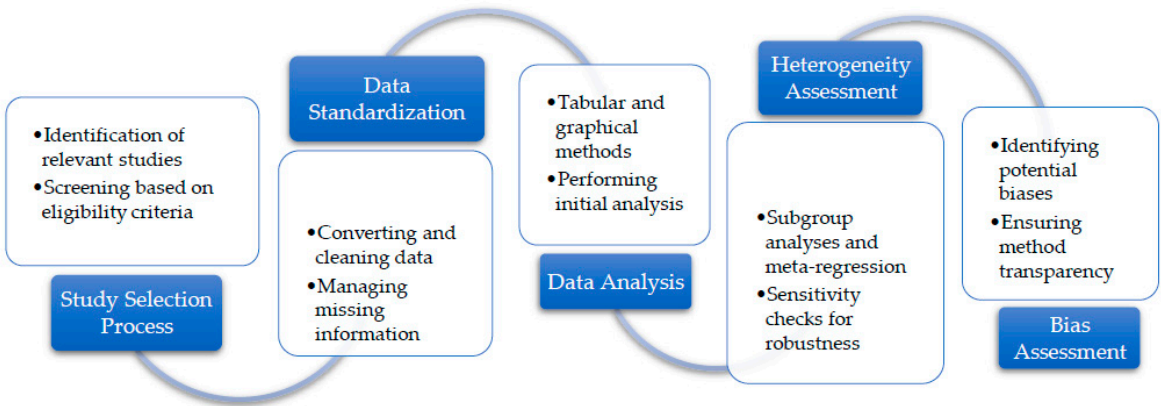 •Identification of
relevant studies
•Screening based on
eligibility criteria
Study Selection
Process
Data
Standardization
•Converting and
cleaning data
•Managing
missing
information
•Tabular and
graphical
methods
•Performing
initial analysis
Data Analysis
Heterogeneity
Assessment
•Subgroup
analyses and
meta-regression
•Sensitivity
checks for
robustness
•Identifying
potential
biases
•Ensuring
method
transparency
Bias
Assessment